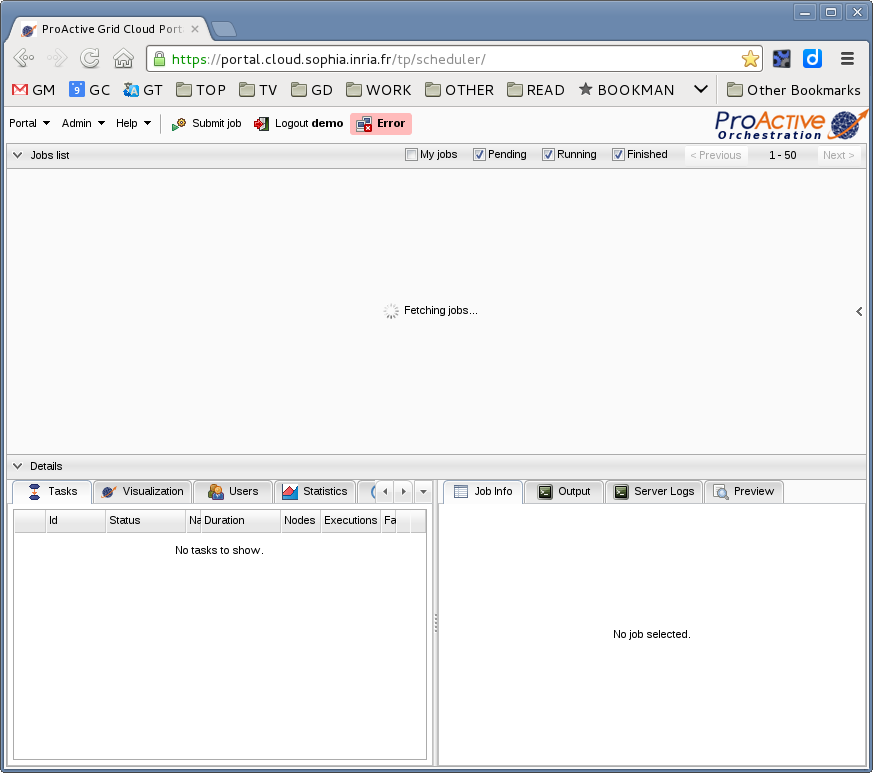 ProActive Grid Cloud Port
https://portal.cloud.sophia.inria.fr/tp/scheduler/
GM 9 GC GT TOP TV GD WORK OTHER READ BOOKMAN Other Bookmarks
Portal Admin Help Submit job Logout demo Error
ProActive
Orchestration
Jobs list My jobs Pending Running Finished < Previous 1 - 50 Next >
Fetching jobs...
Details
Tasks Visualization Users Statistics Job Info Output Server Logs Preview
Id Status Na Duration Nodes Executions Fa
No tasks to show.
No job selected.